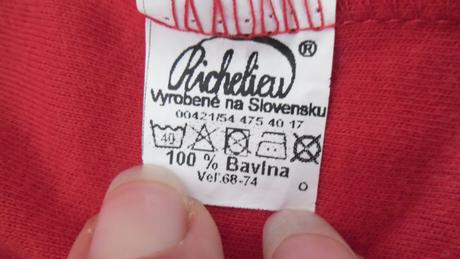 Richelieu ®
Vyrobené na Slovensku
00421/54 475 40 17
40
100 % Bavlna
Veľ.68-74